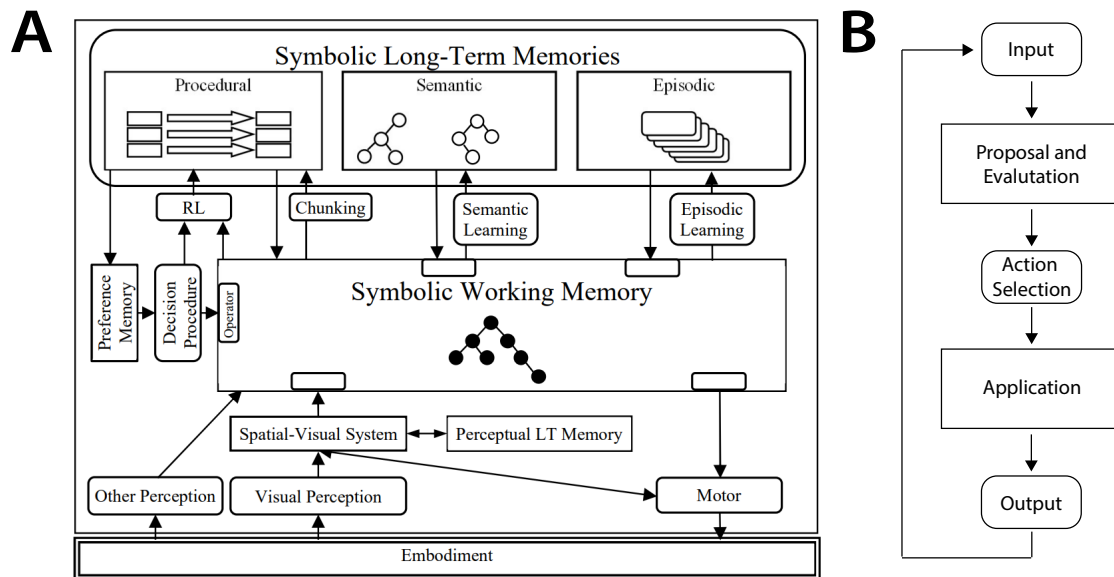 A
B
Symbolic Long-Term Memories
Procedural
Semantic
Episodic
RL
Chunking
Semantic
Learning
Episodic
Learning
Preference
Memory
Decision
Procedure
Operator
Symbolic Working Memory
Spatial-Visual System
Perceptual LT Memory
Other Perception
Visual Perception
Motor
Embodiment
Input
Proposal and
Evalutation
Action
Selection
Application
Output